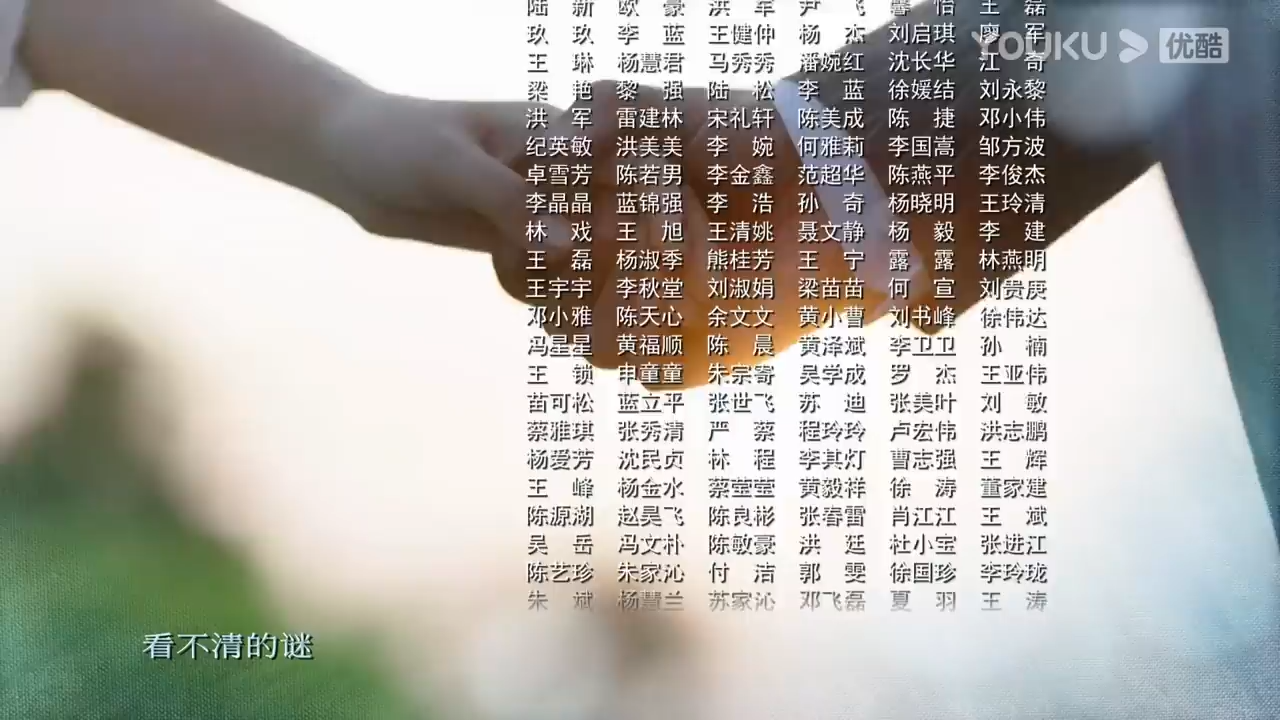 陆新 欧豪 洪军 尹飞 馨怡 王磊
玖玖 李蓝 王健仲 杨杰 刘启琪 廖军
YOUKU 优酷
王琳 杨慧君 马秀秀 潘婉红 沈长华 江奇
梁艳 黎强 陆松 李蓝 徐媛结 刘永黎
洪军 雷建林 宋礼轩 陈美成 陈捷 邓小伟
纪英敏 洪美美 李婉 何雅莉 李国嵩 邹方波
卓雪芳 陈若男 李金鑫 范超华 陈燕平 李俊杰
李晶晶 蓝锦强 李浩 孙奇 杨晓明 王玲清
林戏 王旭 王清姚 聂文静 杨毅 李建
王磊 杨淑季 熊桂芳 王宁 露露 林燕明
王宇宇 李秋堂 刘淑娟 梁苗苗 何宣 刘贵庚
邓小雅 陈天心 余文文 黄小曹 刘书峰 徐伟达
冯星星 黄福顺 陈晨 黄泽斌 李卫卫 孙楠
王锁 申童童 朱宗寄 吴学成 罗杰 王亚伟
苗可松 蓝立平 张世飞 苏迪 张美叶 刘敏
蔡雅琪 张秀清 严蔡 程玲玲 卢宏伟 洪志鹏
杨爱芳 沈民贞 林程 李其灯 曹志强 王辉
王峰 杨金水 蔡莹莹 黄毅祥 徐涛 董家建
陈源湖 赵昊飞 陈良彬 张春雷 肖江江 王斌
吴岳 冯文朴 陈敏豪 洪廷 杜小宝 张进江
陈艺珍 朱家沁 付洁 郭雯 徐国珍 李玲珑
朱斌 杨慧兰 苏家沁 邓飞磊 夏羽 王涛
看不清的谜